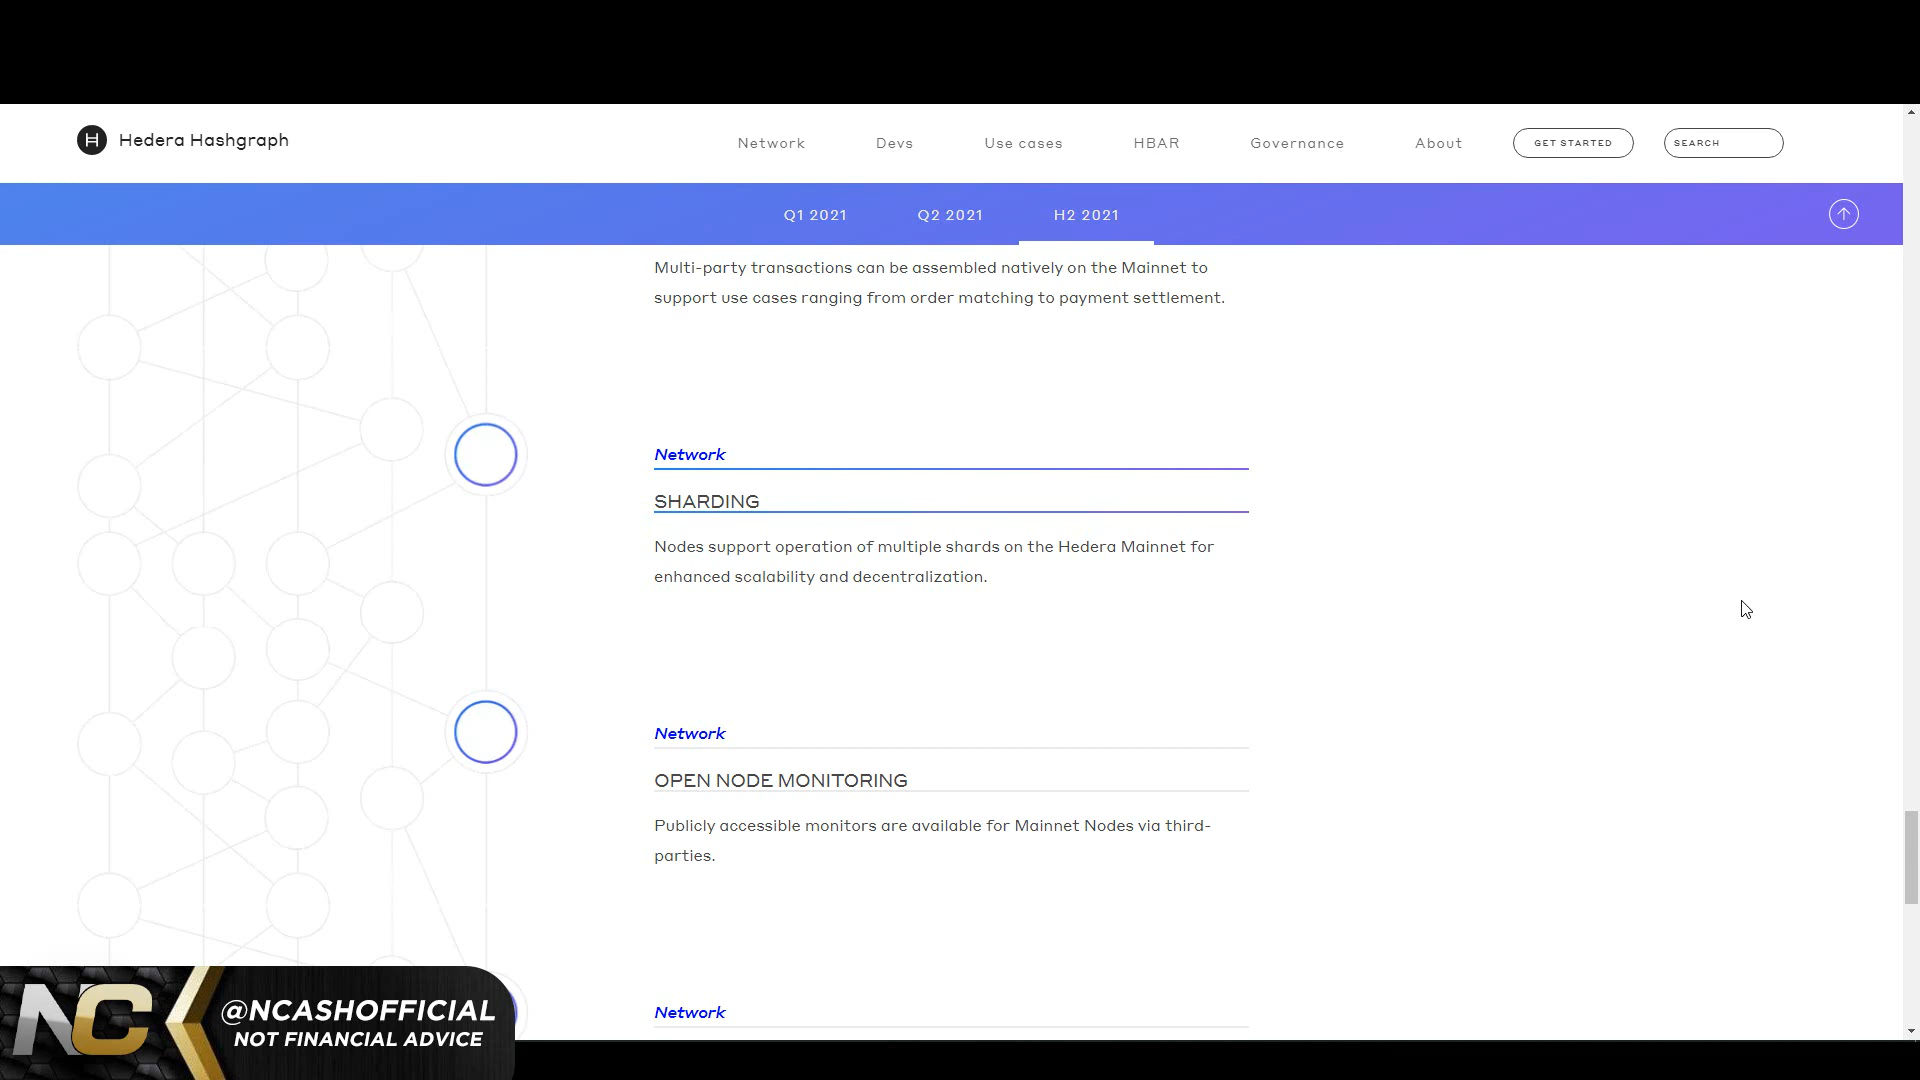 H Hedera Hashgraph
Network Devs Use cases HBAR Governance About GET STARTED SEARCH
Q1 2021 Q2 2021 H2 2021
Multi-party transactions can be assembled natively on the Mainnet to
support use cases ranging from order matching to payment settlement.
Network
SHARDING
Nodes support operation of multiple shards on the Hedera Mainnet for
enhanced scalability and decentralization.
Network
OPEN NODE MONITORING
Publicly accessible monitors are available for Mainnet Nodes via third-
parties.
Network
NC @NCASHOFFICIAL
NOT FINANCIAL ADVICE